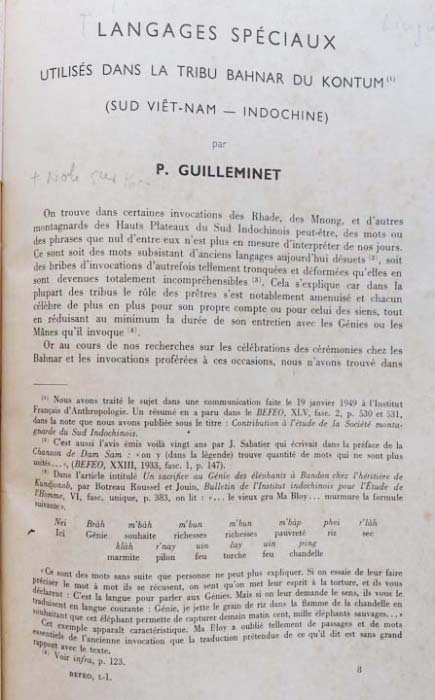 LANGAGES SPÉCIAUX
UTILISÉS DANS LA TRIBU BAHNAR DU KONTUM (1)
(SUD VIÊT-NAM — INDOCHINE)
par
P. GUILLEMINET
+ Note sur
On trouve dans certaines invocations des Rhade, des Mnong, et d'autres
montagnards des Hauts Plateaux du Sud Indochinois peut-être, des mots ou
des phrases que nul d'entre eux n'est plus en mesure d'interpréter de nos jours.
Ce sont soit des mots subsistant d'anciens langages aujourd'hui désuets (2), soit
des bribes d'invocations d'autrefois tellement tronquées et déformées qu'elles en
sont devenues totalement incompréhensibles (3). Cela s'explique car dans la
plupart des tribus le rôle des prêtres s'est notablement amenuisé et chacun
célèbre de plus en plus pour son propre compte ou pour celui des siens, tout
en réduisant au minimum la durée de son entretien avec les Génies ou les
Mânes qu'il invoque (4).
Or au cours de nos recherches sur les célébrations des cérémonies chez les
Bahnar et les invocations proférées à ces occasions, nous n'avons trouvé dans
(1) Nous avons traité le sujet dans une communication faite le 19 janvier 1949 à l'Institut
Français d'Anthropologie. Un résumé en a paru dans le BEFEO, XLV, fasc. 2, p. 530 et 531,
dans la note que nous avons publiée sous le titre : Contribution à l'étude de la Société monta-
gnarde du Sud Indochinois.
(2) C'est aussi l'avis émis voilà vingt ans par J. Sabatier qui écrivait dans la préface de la
Chanson de Dam San : «on y (dans la légende) trouve quantité de mots qui ne sont plus
usités...», (BEFEO, XXIII, 1933, fasc. 1, p. 147).
(3) Dans l'article intitulé Un sacrifice au Génie des éléphants à Bandon chez l'héritière de
Kundjonob, par Botreau Roussel et Jouin, Bulletin de l'Institut indochinois pour l'Étude de
l'Homme, VI, fasc. unique, p. 383, on lit : «... le vieux gru Ma Bloy... murmure la formule
suivante».
Nei Brăh m'băh m'bun m'bun m'băp phei r'lăh
Ici Génie souhaite richesses richesses pauvreté riz sec
klăh r'nay uin lay uin jing
marmite pilon feu torche feu chandelle
«Ce sont des mots sans suite que personne ne peut plus expliquer. Si on essaie de leur faire
préciser le mot à mot ils se récusent, on sent qu'on met leur esprit à la torture, et ils vous
déclarent : C'est la langue pour parler aux Génies. Mais si on leur demande le sens, ils vous le
traduisent en langue courante : Génie, je jette le grain de riz dans la flamme de la chandelle en
souhaitant que cet éléphant permette de capturer demain matin cent, mille éléphants sauvages...»
Cet exemple apparaît caractéristique. Ma Bloy a oublié tellement de passages et de mots
essentiels de l'ancienne invocation que la traduction prétendue de ce qu'il dit est sans grand
rapport avec le texte.
(4) Voir infra, p. 123.
BEFEO, L-I. 8